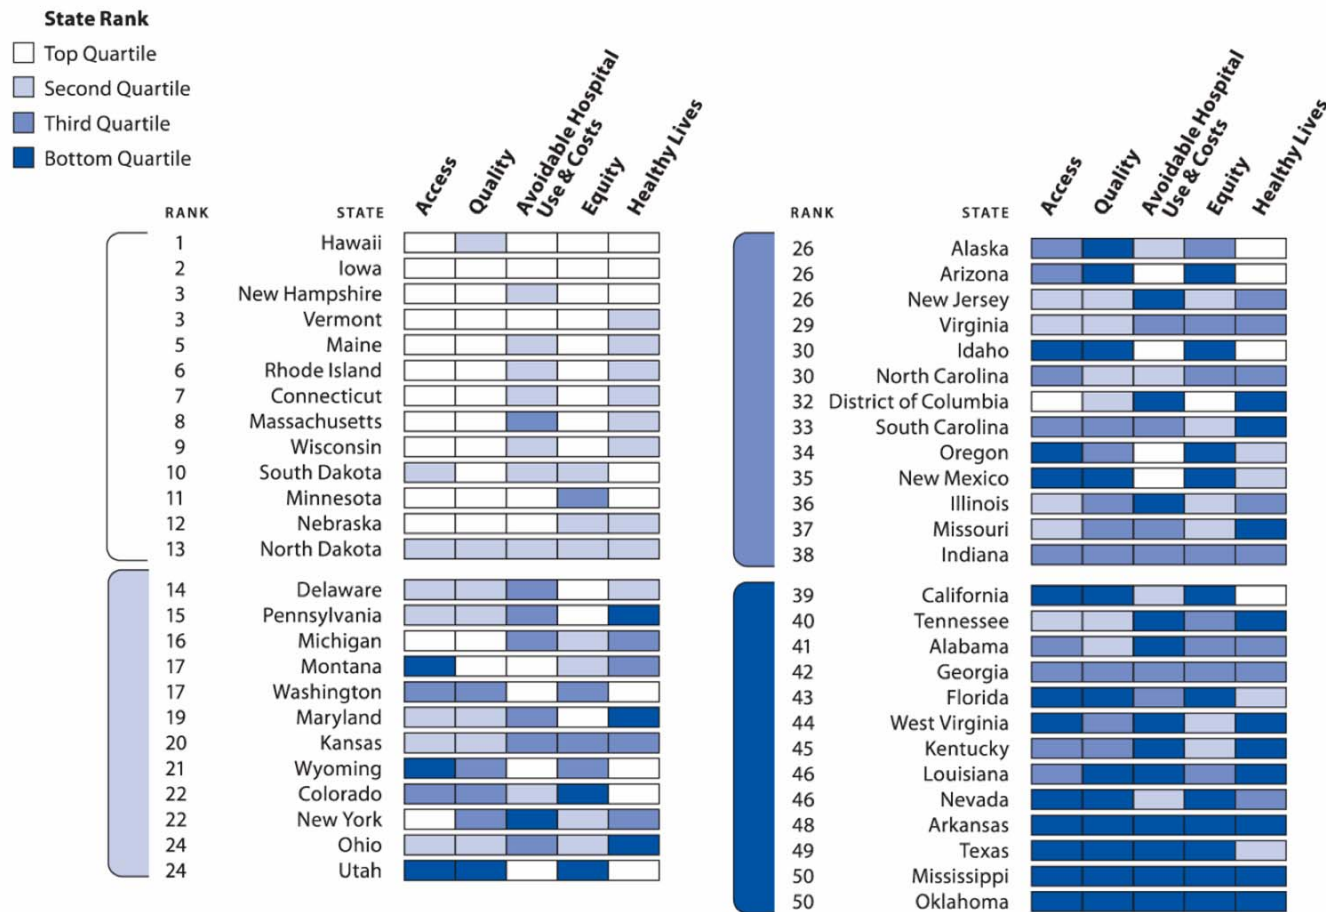 State Rank
Top Quartile
Second Quartile
Third Quartile
Bottom Quartile
RANK STATE Access Quality Avoidable Hospital Use & Costs Equity Healthy Lives
1 Hawaii
2 Iowa
3 New Hampshire
3 Vermont
5 Maine
6 Rhode Island
7 Connecticut
8 Massachusetts
9 Wisconsin
10 South Dakota
11 Minnesota
12 Nebraska
13 North Dakota
14 Delaware
15 Pennsylvania
16 Michigan
17 Montana
17 Washington
19 Maryland
20 Kansas
21 Wyoming
22 Colorado
22 New York
24 Ohio
24 Utah
RANK STATE Access Quality Avoidable Hospital Use & Costs Equity Healthy Lives
26 Alaska
26 Arizona
26 New Jersey
29 Virginia
30 Idaho
30 North Carolina
32 District of Columbia
33 South Carolina
34 Oregon
35 New Mexico
36 Illinois
37 Missouri
38 Indiana
39 California
40 Tennessee
41 Alabama
42 Georgia
43 Florida
44 West Virginia
45 Kentucky
46 Louisiana
46 Nevada
48 Arkansas
49 Texas
50 Mississippi
50 Oklahoma